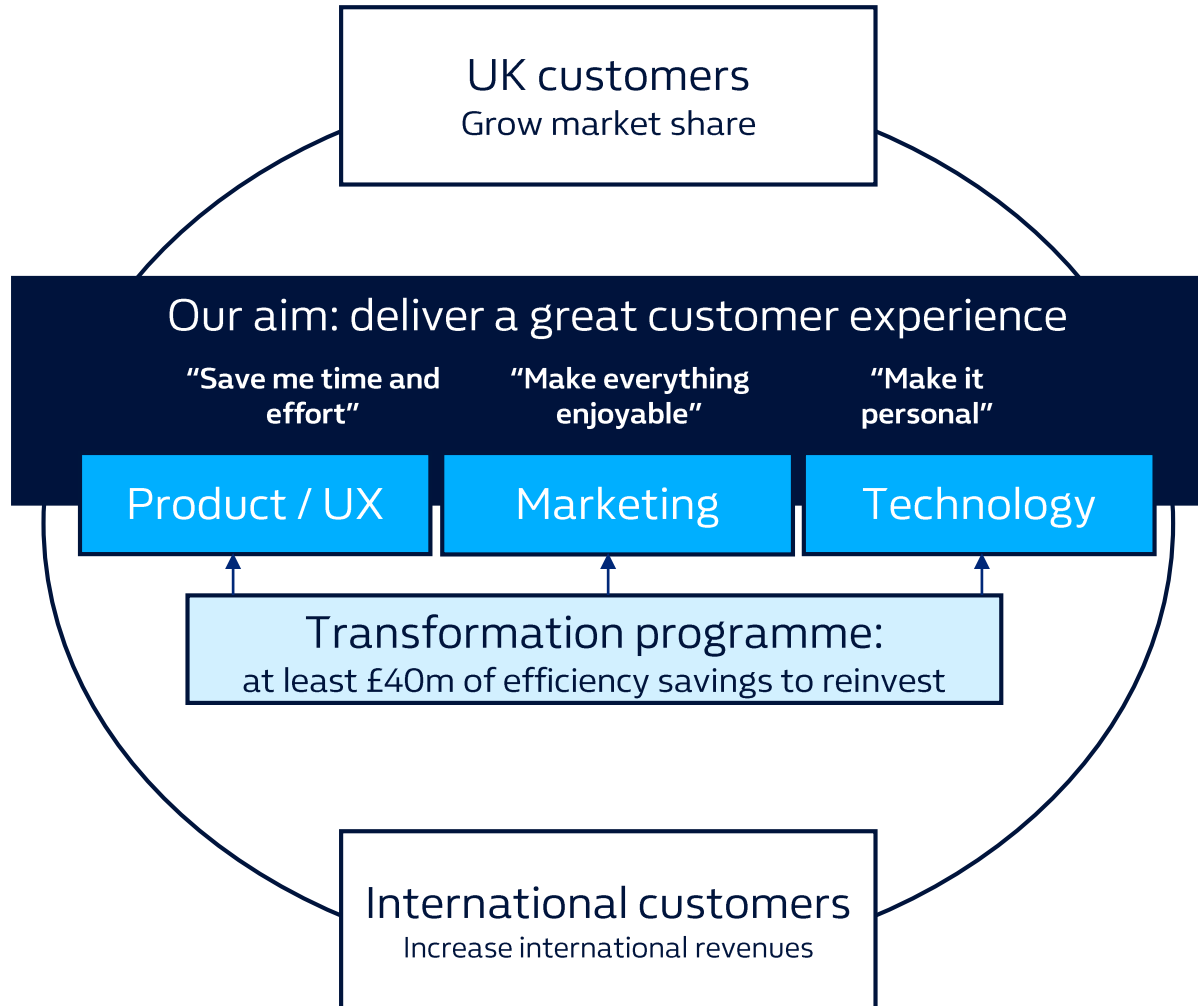 UK customers
Grow market share
Our aim: deliver a great customer experience
“Save me time and
effort”
“Make everything
enjoyable”
“Make it
personal”
Product / UX
Marketing
Technology
Transformation programme:
at least £40m of efficiency savings to reinvest
International customers
Increase international revenues